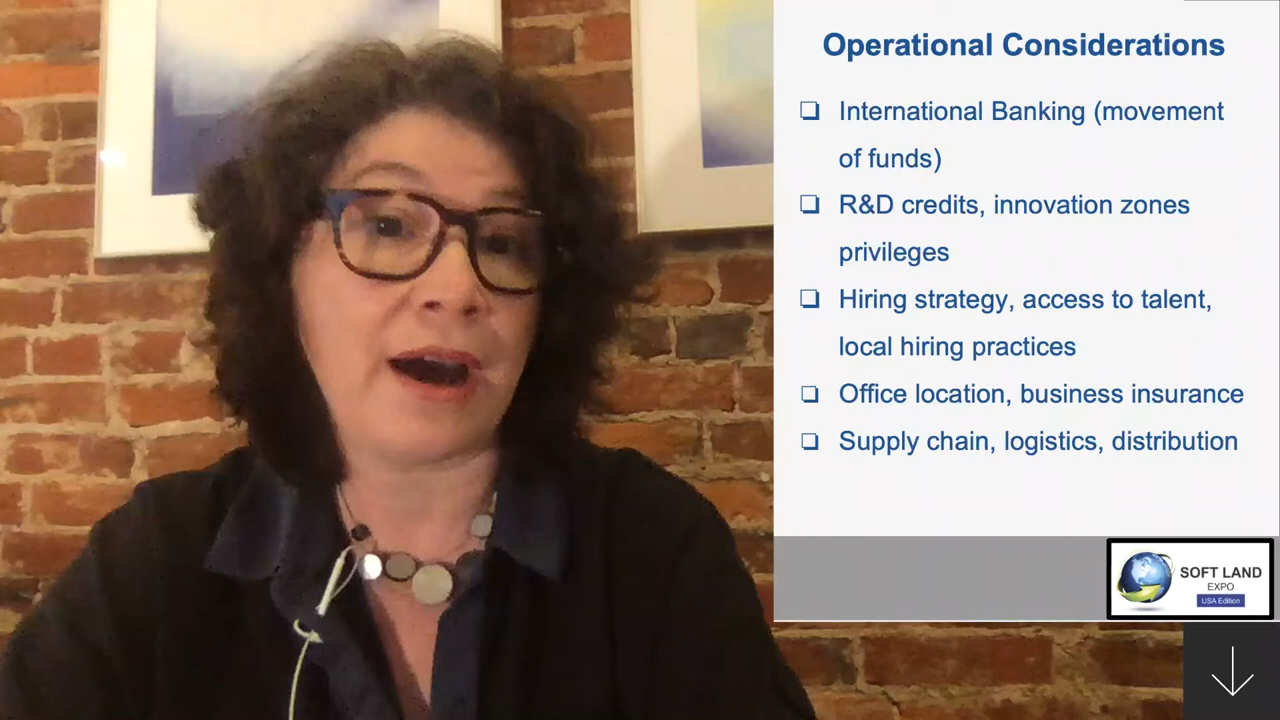 Operational Considerations
❑ International Banking (movement
of funds)
❑ R&D credits, innovation zones
privileges
❑ Hiring strategy, access to talent,
local hiring practices
❑ Office location, business insurance
❑ Supply chain, logistics, distribution
SOFT LAND
EXPO
USA Edition